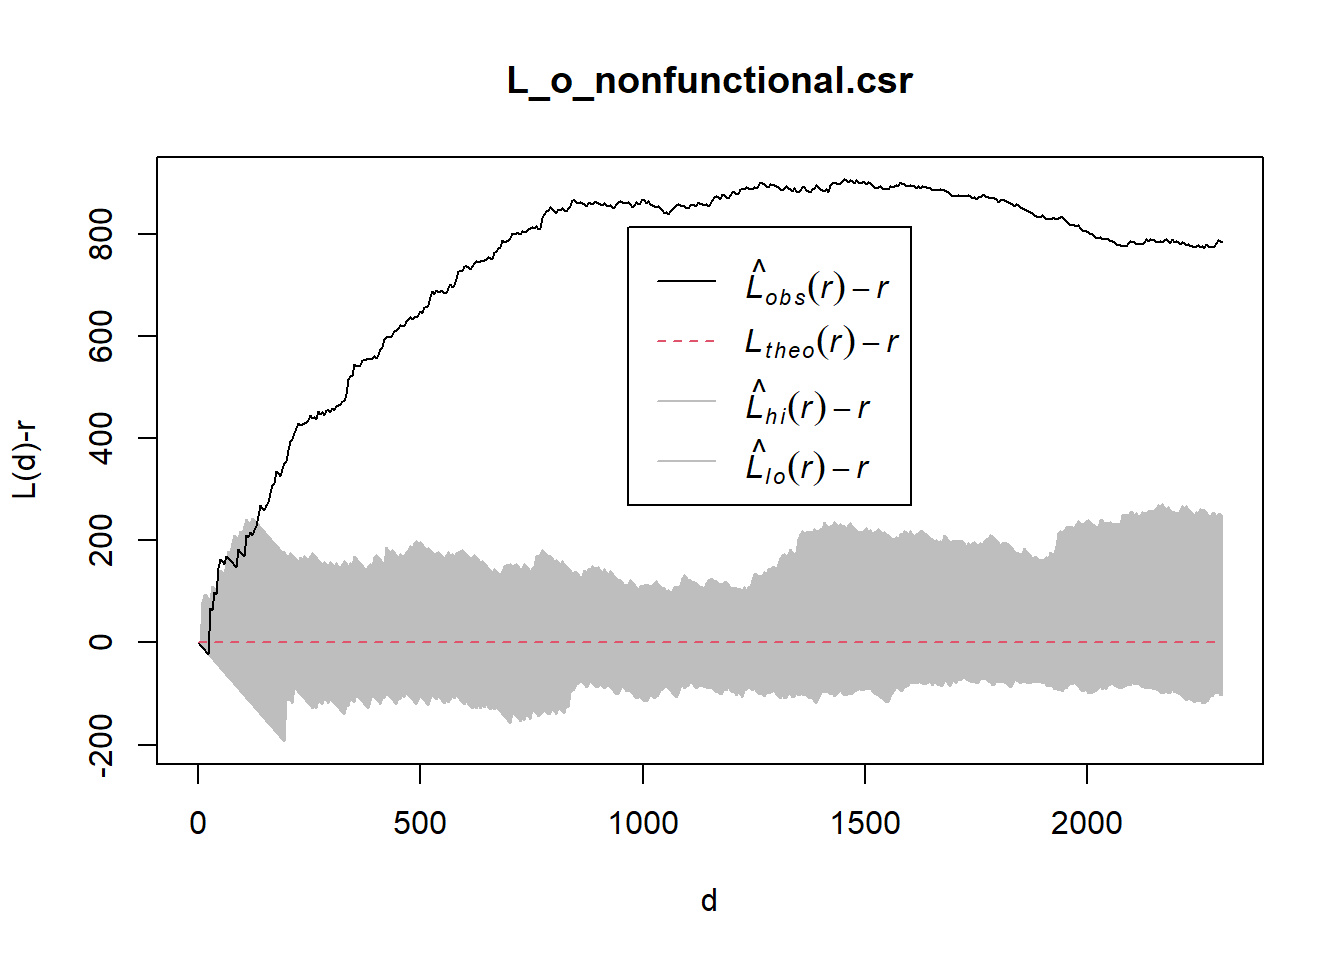 L_o_nonfunctional.csr
L(d)-r
800
600
400
200
0
-200
L̂obs(r) − r
Ltheo(r) − r
L̂hi(r) − r
L̂lo(r) − r
0 500 1000 1500 2000
d